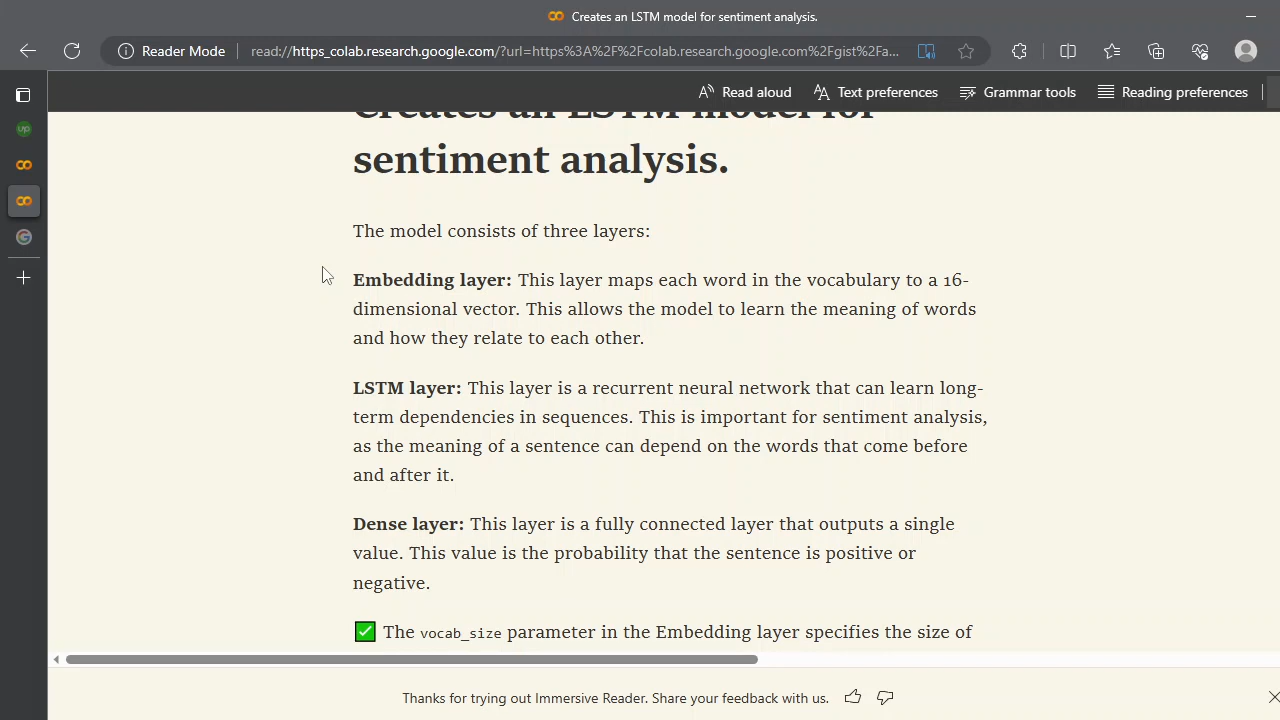 Creates an LSTM model for sentiment analysis.
Reader Mode
read://https_colab.research.google.com/?url=https%3A%2F%2Fcolab.research.google.com%2Fgist%2Fa...
Read aloud
Text preferences
Grammar tools
Reading preferences
up
Creates an LSTM model for
sentiment analysis.
The model consists of three layers:
Embedding layer: This layer maps each word in the vocabulary to a 16-
dimensional vector. This allows the model to learn the meaning of words
and how they relate to each other.
LSTM layer: This layer is a recurrent neural network that can learn long-
term dependencies in sequences. This is important for sentiment analysis,
as the meaning of a sentence can depend on the words that come before
and after it.
Dense layer: This layer is a fully connected layer that outputs a single
value. This value is the probability that the sentence is positive or
negative.
✅ The vocab_size parameter in the Embedding layer specifies the size of
Thanks for trying out Immersive Reader. Share your feedback with us.